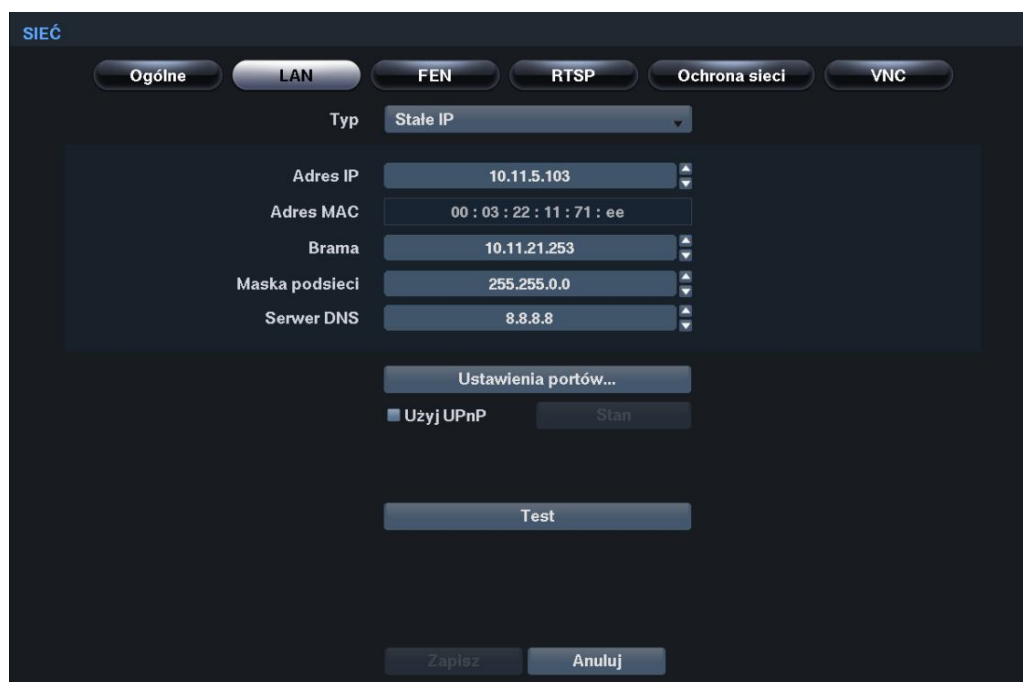 SIEĆ
Ogólne LAN FEN RTSP Ochrona sieci VNC
Typ Stałe IP
Adres IP 10.11.5.103
Adres MAC 00 : 03 : 22 : 11 : 71 : ee
Brama 10.11.21.253
Maska podsieci 255.255.0.0
Serwer DNS 8.8.8.8
Ustawienia portów...
Użyj UPnP Stan
Test
Zapisz Anuluj